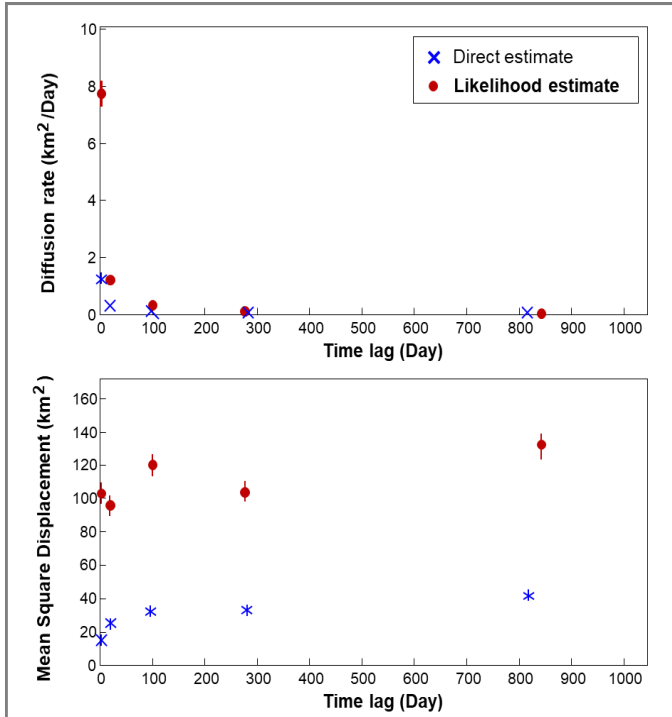 10
Direct estimate
Likelihood estimate
8
6
4
2
0
Diffusion rate (km²/Day)
0 100 200 300 400 500 600 700 800 900 1000
Time lag (Day)
160
140
120
100
80
60
40
20
0
Mean Square Displacement (km²)
0 100 200 300 400 500 600 700 800 900 1000
Time lag (Day)